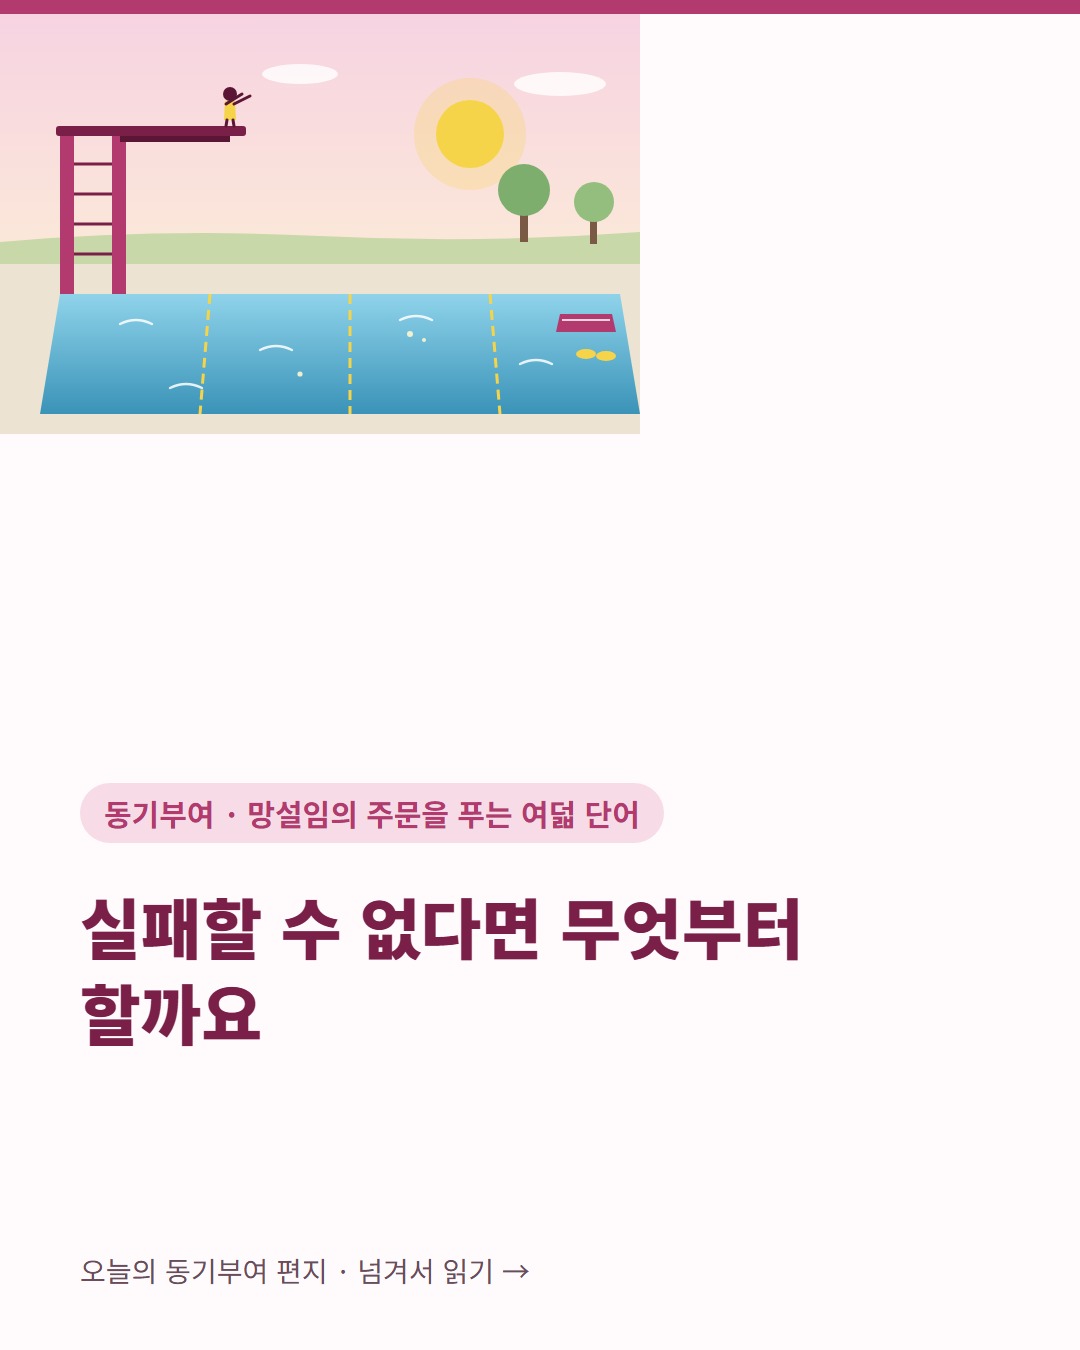 동기부여 · 망설임의 주문을 푸는 여덟 단어
실패할 수 없다면 무엇부터
할까요
오늘의 동기부여 편지 · 넘겨서 읽기 →